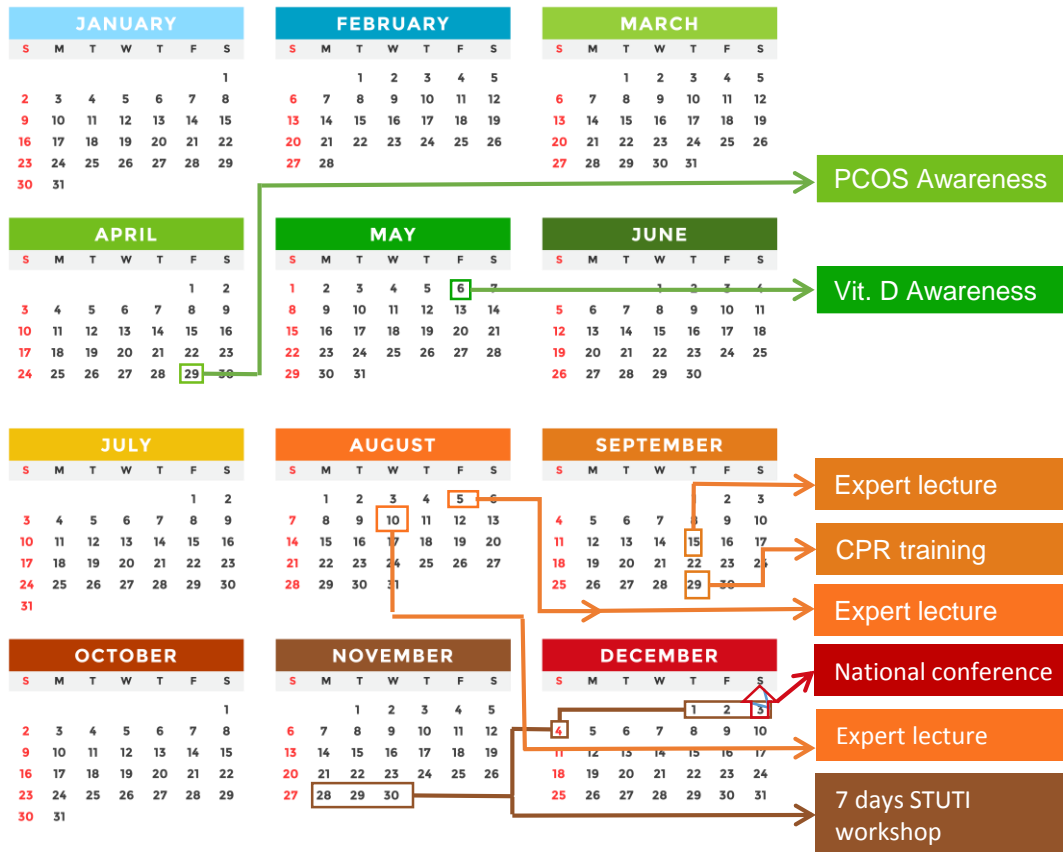 JANUARY
S M T W T F S
1
2 3 4 5 6 7 8
9 10 11 12 13 14 15
16 17 18 19 20 21 22
23 24 25 26 27 28 29
30 31
FEBRUARY
S M T W T F S
1 2 3 4 5
6 7 8 9 10 11 12
13 14 15 16 17 18 19
20 21 22 23 24 25 26
27 28
MARCH
S M T W T F S
1 2 3 4 5
6 7 8 9 10 11 12
13 14 15 16 17 18 19
20 21 22 23 24 25 26
27 28 29 30 31
PCOS Awareness
APRIL
S M T W T F S
1 2
3 4 5 6 7 8 9
10 11 12 13 14 15 16
17 18 19 20 21 22 23
24 25 26 27 28 29 30
MAY
S M T W T F S
1 2 3 4 5 6 7
8 9 10 11 12 13 14
15 16 17 18 19 20 21
22 23 24 25 26 27 28
29 30 31
JUNE
S M T W T F S
1 2 3 4
5 6 7 8 9 10 11
12 13 14 15 16 17 18
19 20 21 22 23 24 25
26 27 28 29 30
Vit. D Awareness
JULY
S M T W T F S
1 2
3 4 5 6 7 8 9
10 11 12 13 14 15 16
17 18 19 20 21 22 23
24 25 26 27 28 29 30
31
AUGUST
S M T W T F S
1 2 3 4 5 6
7 8 9 10 11 12 13
14 15 16 17 18 19 20
21 22 23 24 25 26 27
28 29 30 31
SEPTEMBER
S M T W T F S
2 3
4 5 6 7 8 9 10
11 12 13 14 15 16 17
18 19 20 21 22 23 24
25 26 27 28 29 30
Expert lecture
CPR training
Expert lecture
OCTOBER
S M T W T F S
1
2 3 4 5 6 7 8
9 10 11 12 13 14 15
16 17 18 19 20 21 22
23 24 25 26 27 28 29
30 31
NOVEMBER
S M T W T F S
1 2 3 4 5
6 7 8 9 10 11 12
13 14 15 16 17 18 19
20 21 22 23 24 25 26
27 28 29 30
DECEMBER
S M T W T F S
1 2 3
4 5 6 7 8 9 10
11 12 13 14 15 16 17
18 19 20 21 22 23 24
25 26 27 28 29 30 31
National conference
Expert lecture
7 days STUTI
workshop